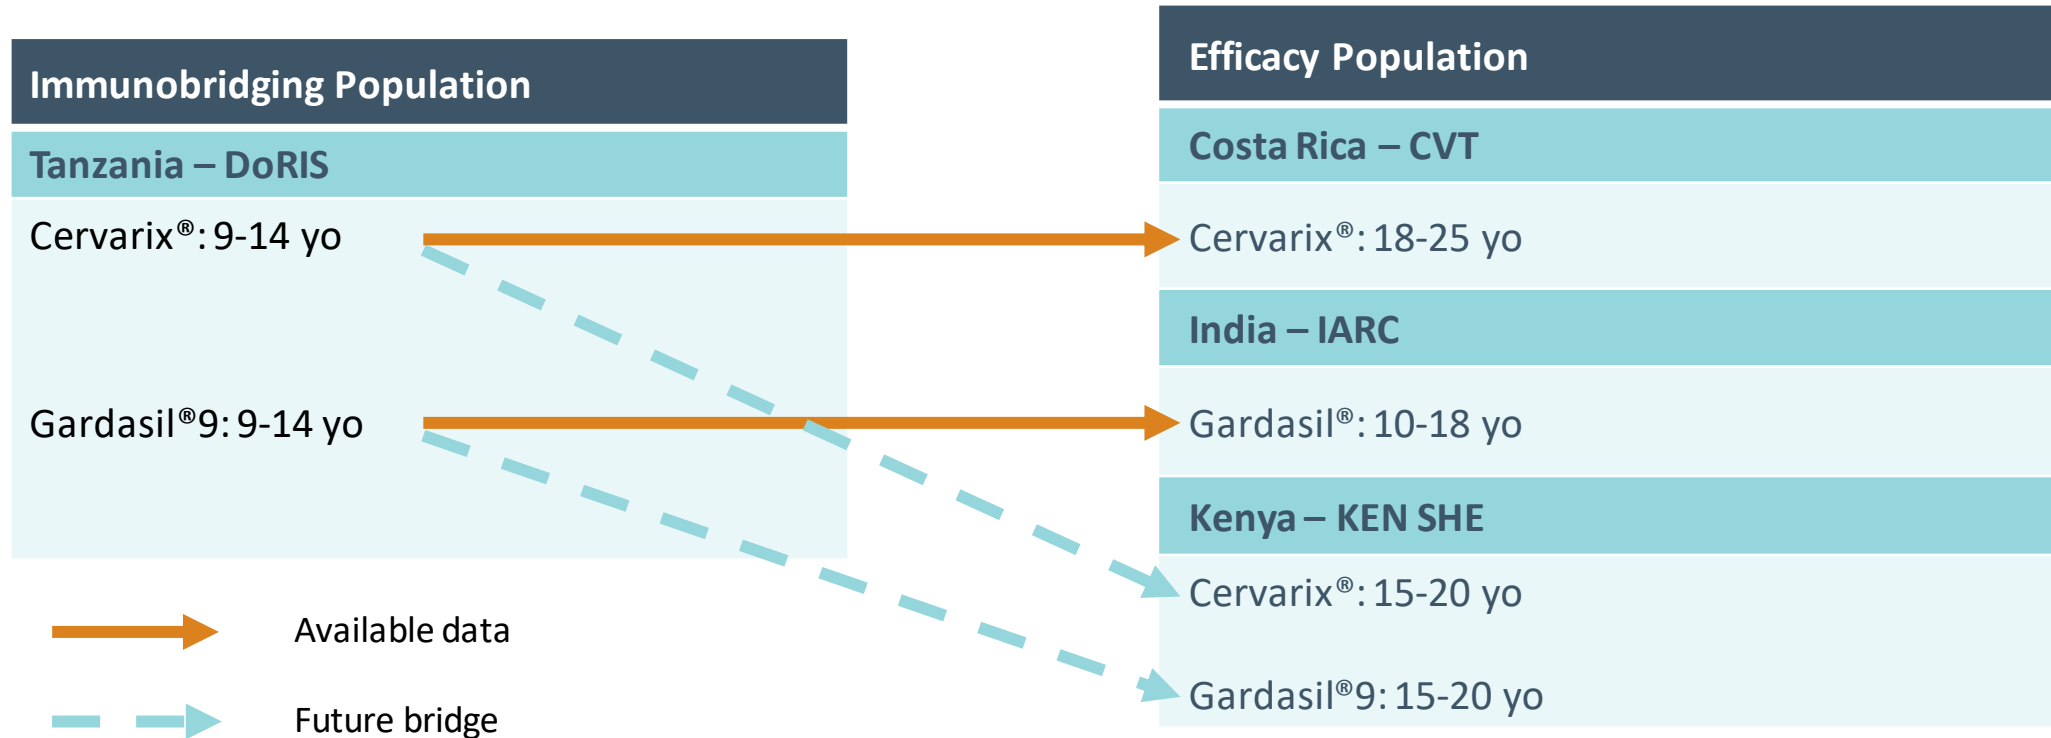 Immunobridging Population
Tanzania – DoRIS
Cervarix®: 9-14 yo
Gardasil®9: 9-14 yo
Efficacy Population
Costa Rica – CVT
Cervarix®: 18-25 yo
India – IARC
Gardasil®: 10-18 yo
Kenya – KEN SHE
Cervarix®: 15-20 yo
Gardasil®9: 15-20 yo
Available data
Future bridge